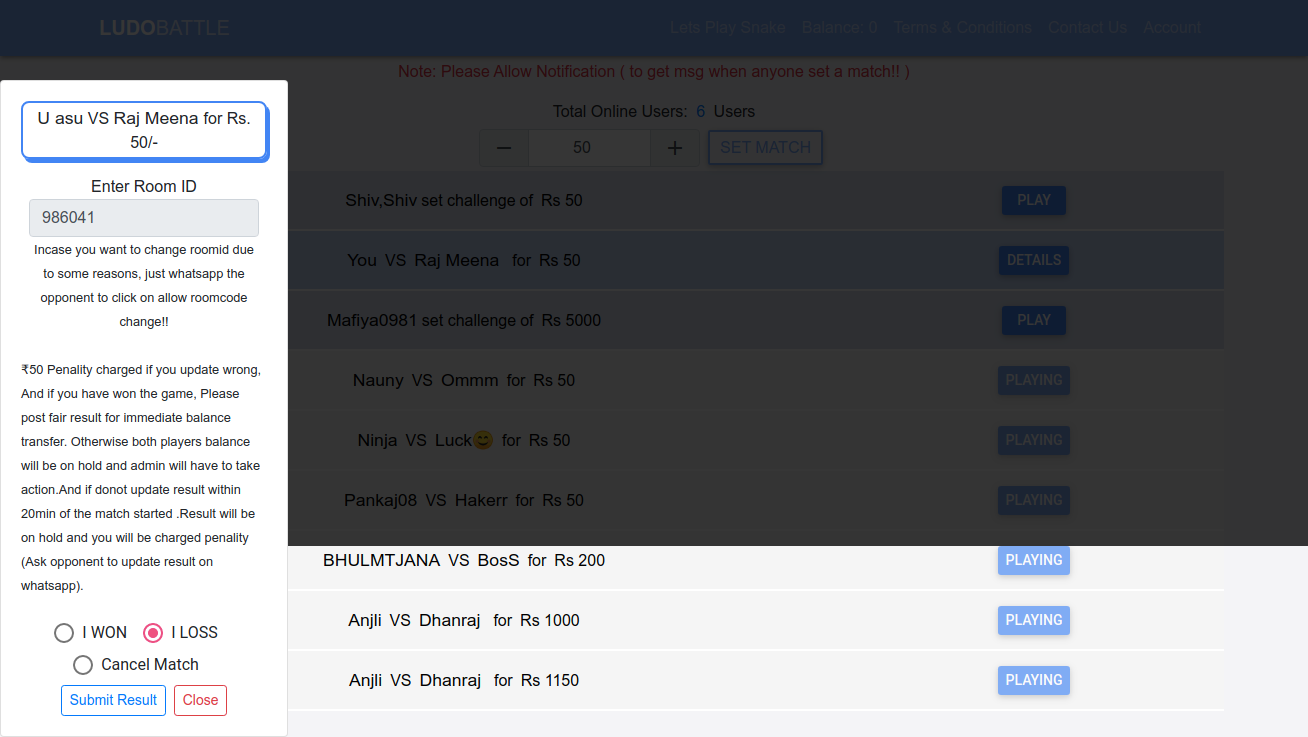 LUDOBATTLE
Lets Play Snake Balance: 0 Terms & Conditions Contact Us Account
Note: Please Allow Notification ( to get msg when anyone set a match!! )
Total Online Users: 6 Users
− 50 + SET MATCH
U asu VS Raj Meena for Rs.
50/-
Enter Room ID
986041
Incase you want to change roomid due
to some reasons, just whatsapp the
opponent to click on allow roomcode
change!!
₹50 Penality charged if you update wrong,
And if you have won the game, Please
post fair result for immediate balance
transfer. Otherwise both players balance
will be on hold and admin will have to take
action.And if donot update result within
20min of the match started .Result will be
on hold and you will be charged penality
(Ask opponent to update result on
whatsapp).
I WON I LOSS
Cancel Match
Submit Result Close
Shiv,Shiv set challenge of Rs 50 PLAY
You VS Raj Meena for Rs 50 DETAILS
Mafiya0981 set challenge of Rs 5000 PLAY
Nauny VS Ommm for Rs 50 PLAYING
Ninja VS Luck😊 for Rs 50 PLAYING
Pankaj08 VS Hakerr for Rs 50 PLAYING
BHULMTJANA VS BosS for Rs 200 PLAYING
Anjli VS Dhanraj for Rs 1000 PLAYING
Anjli VS Dhanraj for Rs 1150 PLAYING